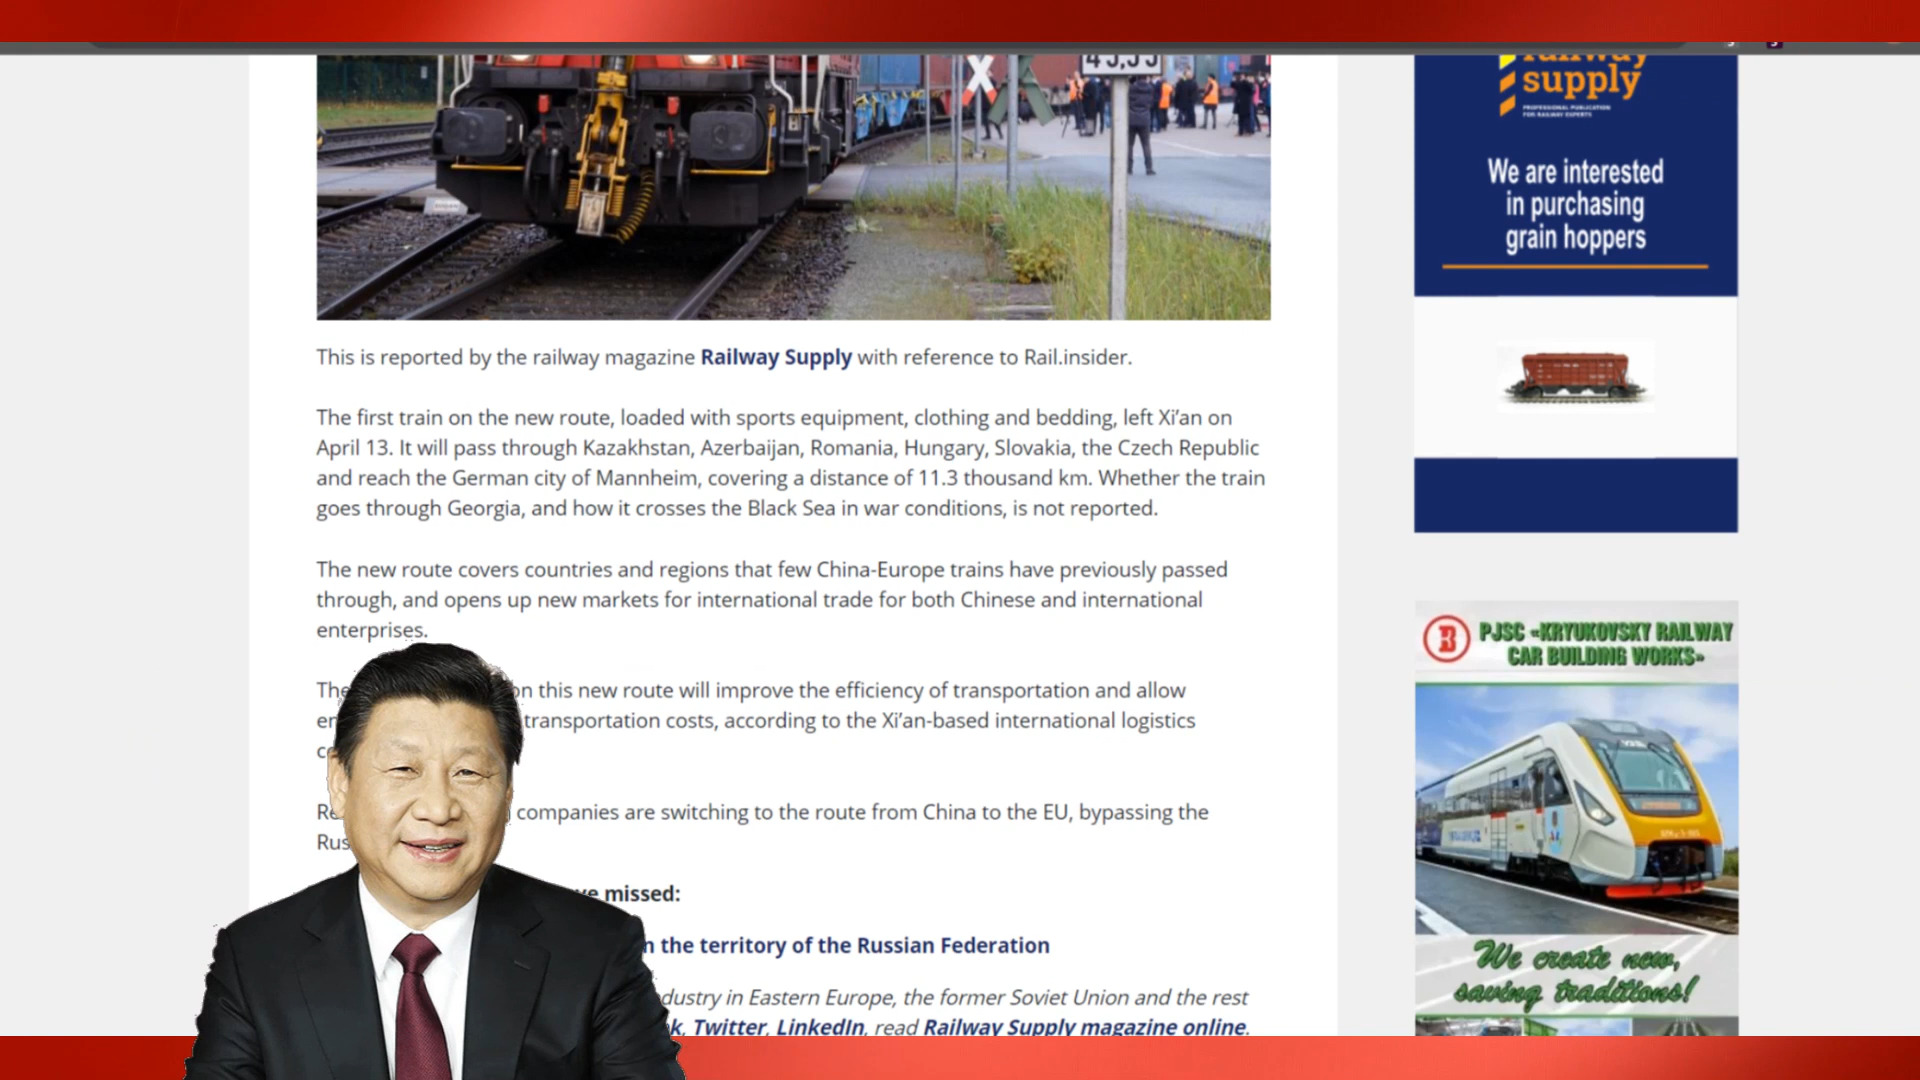 45,55
railway
supply
PROFESSIONAL PUBLICATION
FOR RAILWAY EXPERTS
We are interested
in purchasing
grain hoppers
This is reported by the railway magazine Railway Supply with reference to Rail.insider.
The first train on the new route, loaded with sports equipment, clothing and bedding, left Xi’an on
April 13. It will pass through Kazakhstan, Azerbaijan, Romania, Hungary, Slovakia, the Czech Republic
and reach the German city of Mannheim, covering a distance of 11.3 thousand km. Whether the train
goes through Georgia, and how it crosses the Black Sea in war conditions, is not reported.
The new route covers countries and regions that few China-Europe trains have previously passed
through, and opens up new markets for international trade for both Chinese and international
enterprises.
The on this new route will improve the efficiency of transportation and allow
transportation costs, according to the Xi’an-based international logistics
companies are switching to the route from China to the EU, bypassing the
Rus
missed:
the territory of the Russian Federation
in Eastern Europe, the former Soviet Union and the rest
Twitter, LinkedIn, read Railway Supply magazine online.
PJSC «KRYUKOVSKY RAILWAY
CAR BUILDING WORKS»
We create new,
saving traditions!